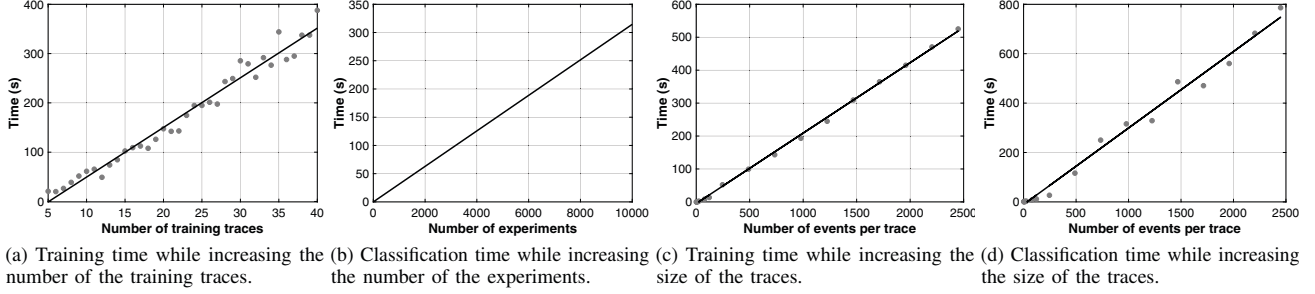 400
300
200
100
0
5 10 15 20 25 30 35 40
Time (s)
Number of training traces
350
300
250
200
150
100
50
0
0 2000 4000 6000 8000 10000
Time (s)
Number of experiments
600
500
400
300
200
100
0
0 500 1000 1500 2000 2500
Time (s)
Number of events per trace
800
600
400
200
0
0 500 1000 1500 2000 2500
Time (s)
Number of events per trace
(a) Training time while increasing the
number of the training traces.
(b) Classification time while increasing
the number of the experiments.
(c) Training time while increasing the
size of the traces.
(d) Classification time while increasing
the size of the traces.